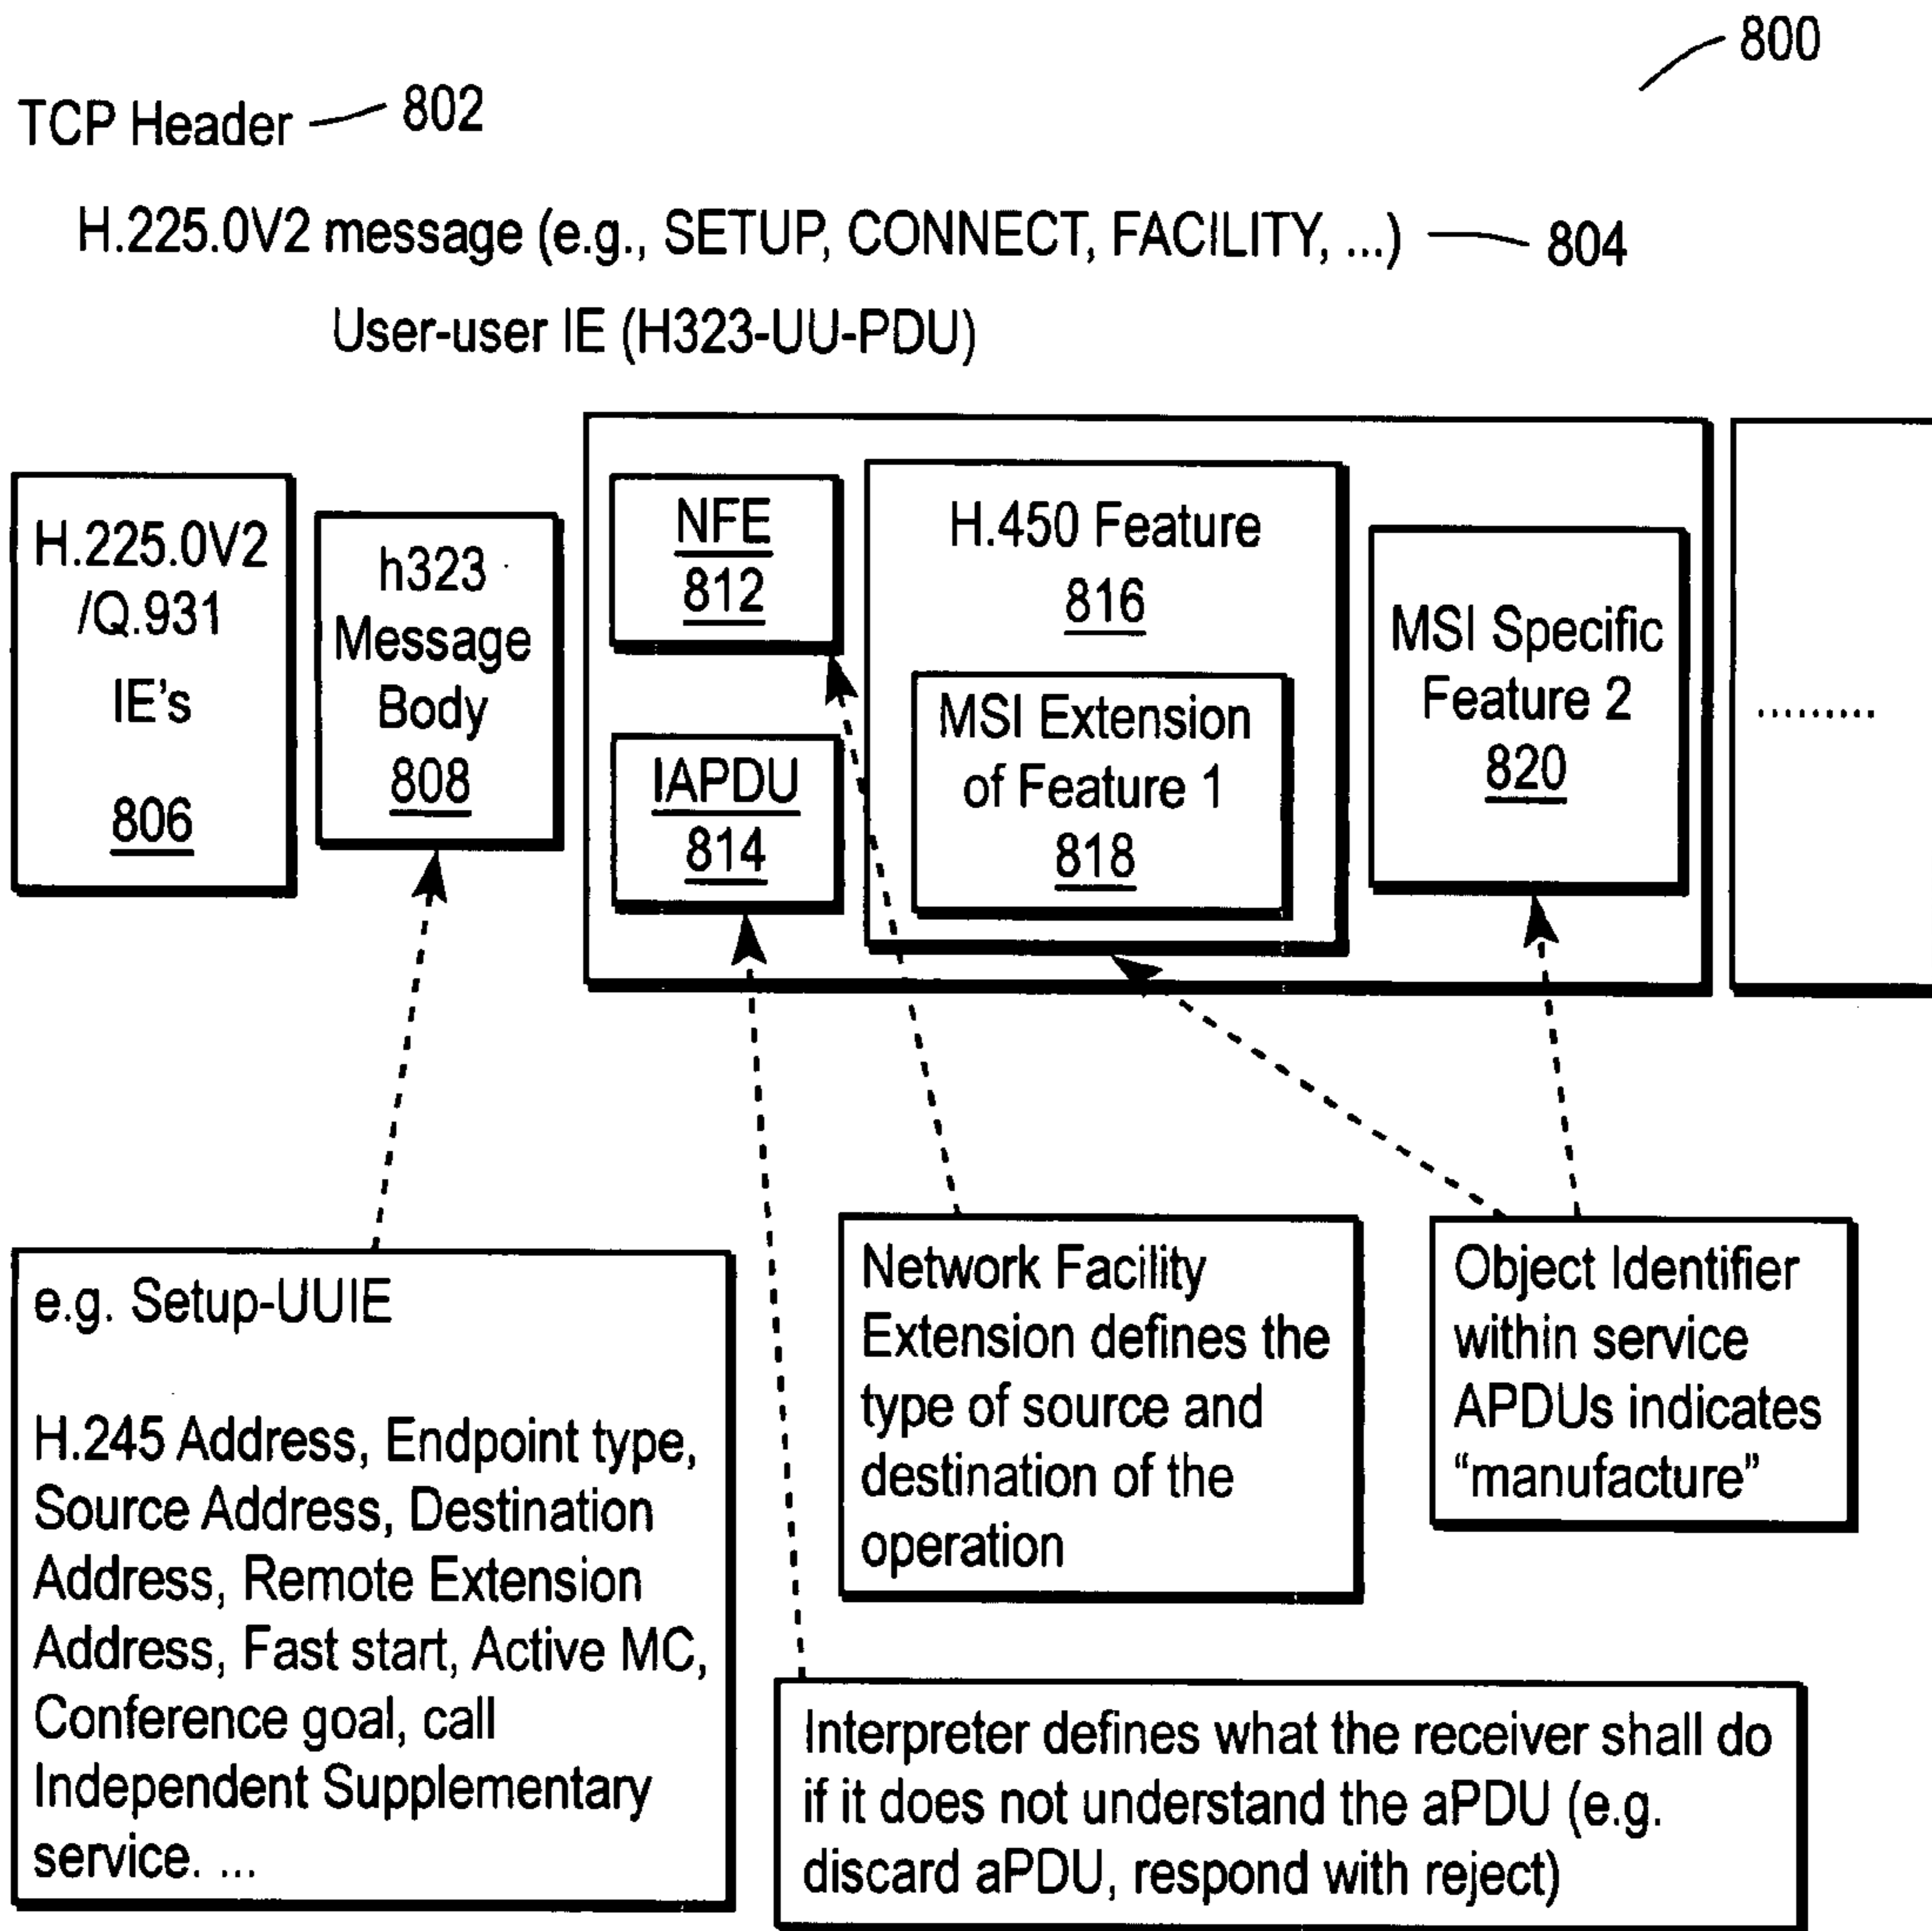 800
TCP Header 802
H.225.0V2 message (e.g., SETUP, CONNECT, FACILITY, ...) 804
User-user IE (H323-UU-PDU)
H.225.0V2
/Q.931
IE's
806
h323
Message
Body
808
NFE
812
IAPDU
814
H.450 Feature
816
MSI Extension
of Feature 1
818
MSI Specific
Feature 2
820
.........
e.g. Setup-UUIE
H.245 Address, Endpoint type,
Source Address, Destination
Address, Remote Extension
Address, Fast start, Active MC,
Conference goal, call
Independent Supplementary
service. ...
Network Facility
Extension defines the
type of source and
destination of the
operation
Object Identifier
within service
APDUs indicates
“manufacture”
Interpreter defines what the receiver shall do
if it does not understand the aPDU (e.g.
discard aPDU, respond with reject)